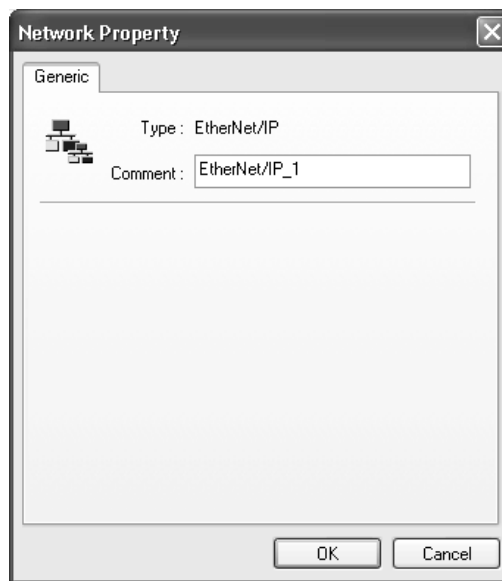 Network Property
Generic
Type : EtherNet/IP
Comment : EtherNet/IP_1
OK Cancel